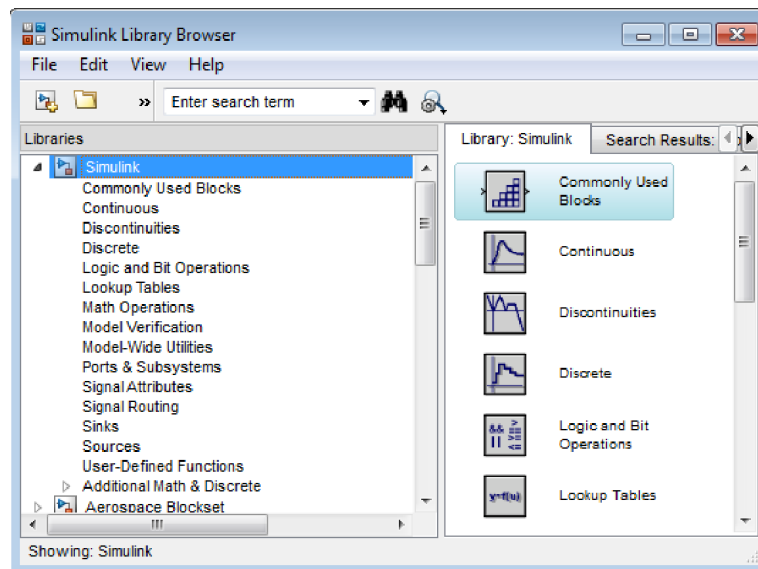 Simulink Library Browser
File Edit View Help
» Enter search term
Libraries
Simulink
Commonly Used Blocks
Continuous
Discontinuities
Discrete
Logic and Bit Operations
Lookup Tables
Math Operations
Model Verification
Model-Wide Utilities
Ports & Subsystems
Signal Attributes
Signal Routing
Sinks
Sources
User-Defined Functions
Additional Math & Discrete
Aerospace Blockset
Library: Simulink Search Results:
Commonly Used
Blocks
Continuous
Discontinuities
Discrete
&& || > >= < <=
Logic and Bit
Operations
y=f(u) Lookup Tables
Showing: Simulink